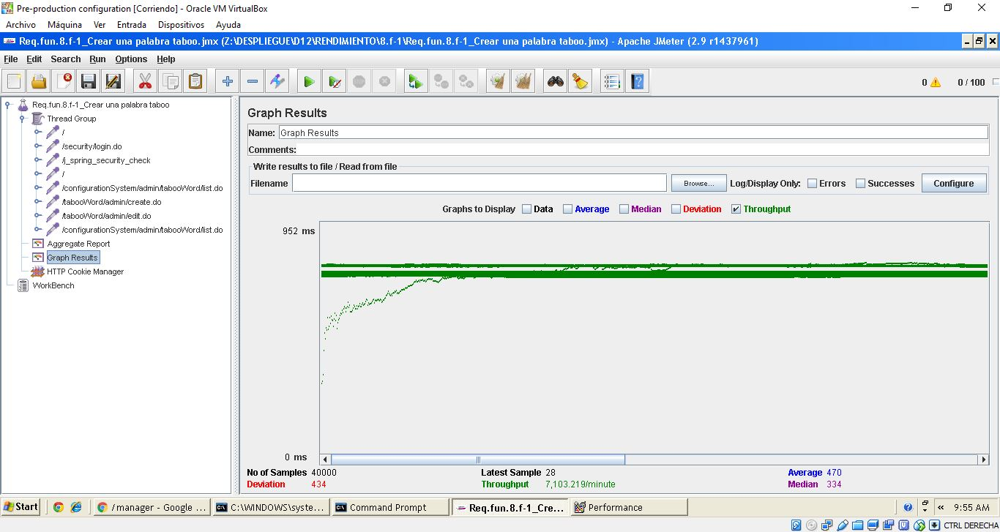 Pre-production configuration [Corriendo] - Oracle VM VirtualBox
Archivo Máquina Ver Entrada Dispositivos Ayuda
Req.fun.8.f-1_Crear una palabra taboo.jmx (Z:\DESPLIEGUE\D12\RENDIMIENTO\8.f-1\Req.fun.8.f-1_Crear una palabra taboo.jmx) - Apache JMeter (2.9 r1437961)
File Edit Search Run Options Help
0 0 / 100
Req.fun.8.f-1_Crear una palabra taboo
Thread Group
/
/security/login.do
/j_spring_security_check
/
/configurationSystem/admin/tabooWord/list.do
/tabooWord/admin/create.do
/tabooWord/admin/edit.do
/configurationSystem/admin/tabooWord/list.do
Aggregate Report
Graph Results
HTTP Cookie Manager
WorkBench
Graph Results
Name: Graph Results
Comments:
Write results to file / Read from file
Filename Browse... Log/Display Only: Errors Successes Configure
Graphs to Display Data Average Median Deviation Throughput
952 ms
0 ms
No of Samples 40000 Latest Sample 28 Average 470
Deviation 434 Throughput 7,103.219/minute Median 334
Start /manager - Google ... C:\WINDOWS\syste... Command Prompt Req.fun.8.f-1_Cre... Performance « 9:55 AM
CTRL DERECHA